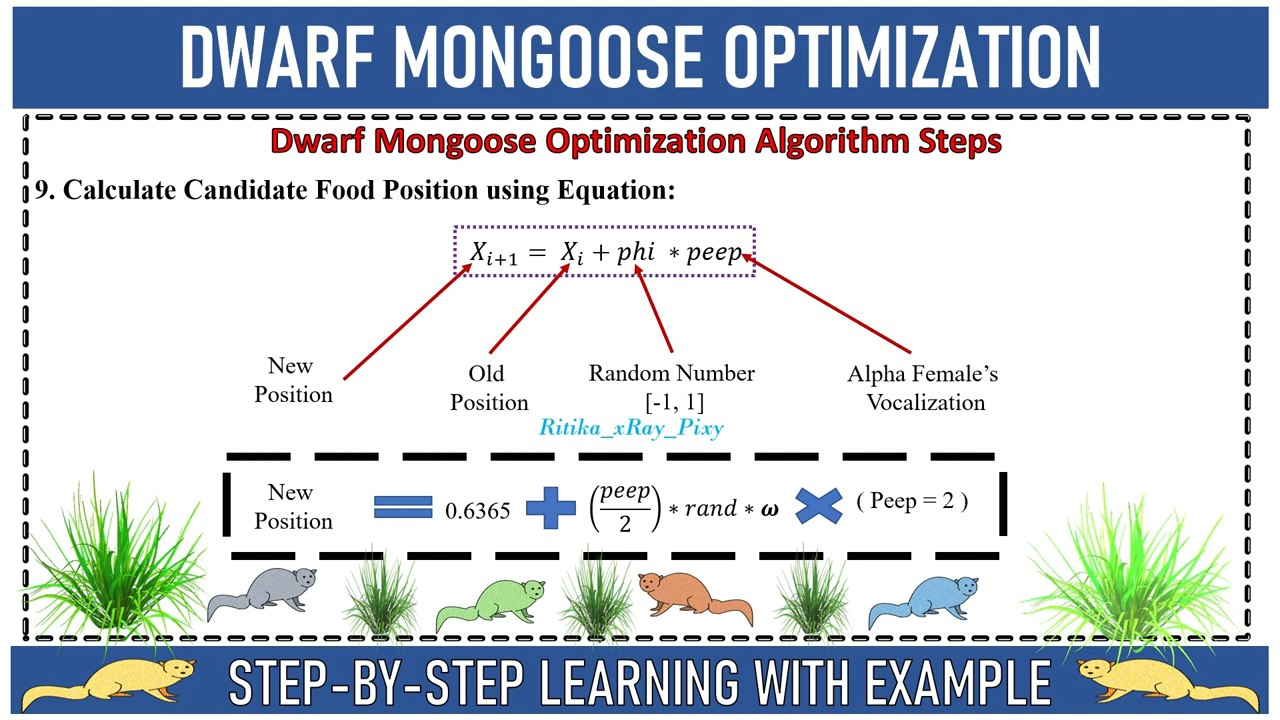 DWARF MONGOOSE OPTIMIZATION
Dwarf Mongoose Optimization Algorithm Steps
9. Calculate Candidate Food Position using Equation:
X_{i+1} = X_i + phi * peep
New Position
Old Position
Random Number [-1, 1]
Alpha Female's Vocalization
Ritika_xRay_Pixy
New Position = 0.6365 + (peep/2) * rand * ω × ( Peep = 2 )
STEP-BY-STEP LEARNING WITH EXAMPLE